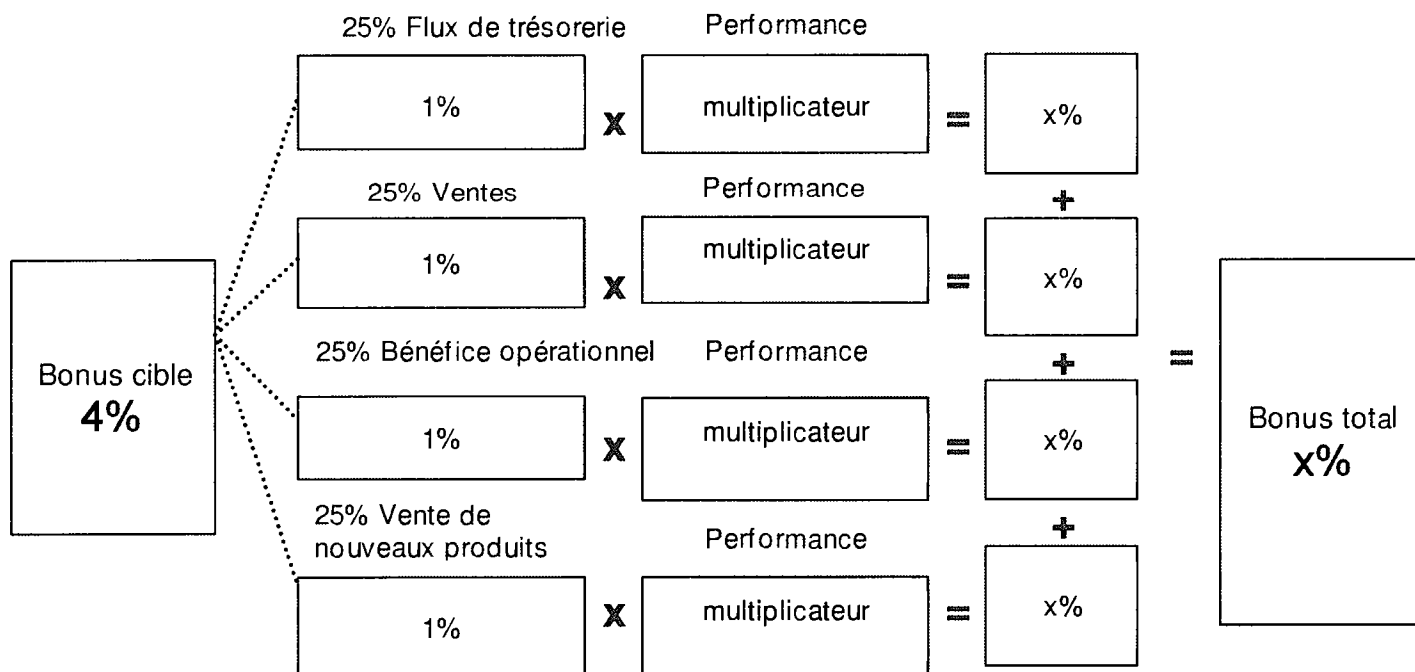 25% Flux de trésorerie Performance
1% x multiplicateur = x%
+
25% Ventes Performance
1% x multiplicateur = x%
+
25% Bénéfice opérationnel Performance
Bonus cible
4%
1% x multiplicateur = x%
=
Bonus total
x%
+
25% Vente de
nouveaux produits Performance
1% x multiplicateur = x%